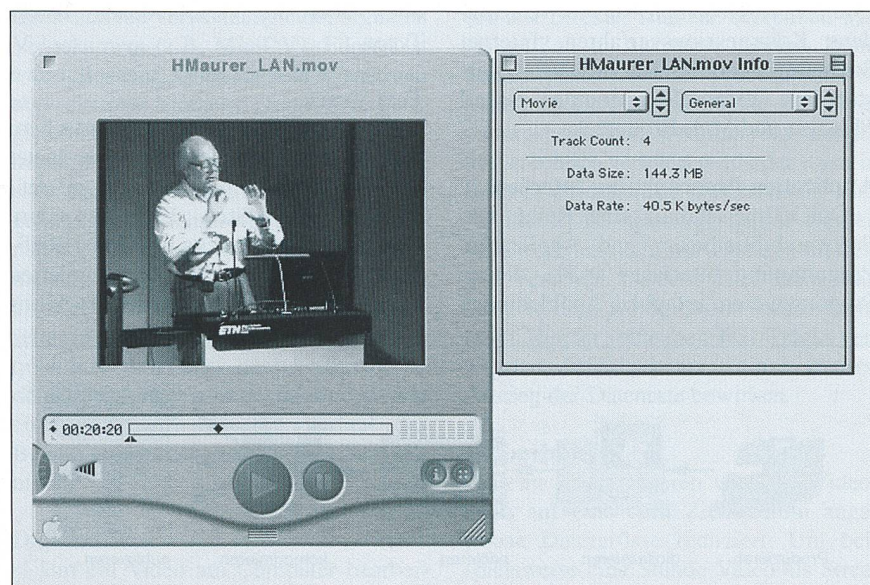 HMaurer_LAN.mov
ETH
00:20:20
HMaurer_LAN.mov Info
Movie
General
Track Count: 4
Data Size: 144.3 MB
Data Rate: 40.5 K bytes/sec